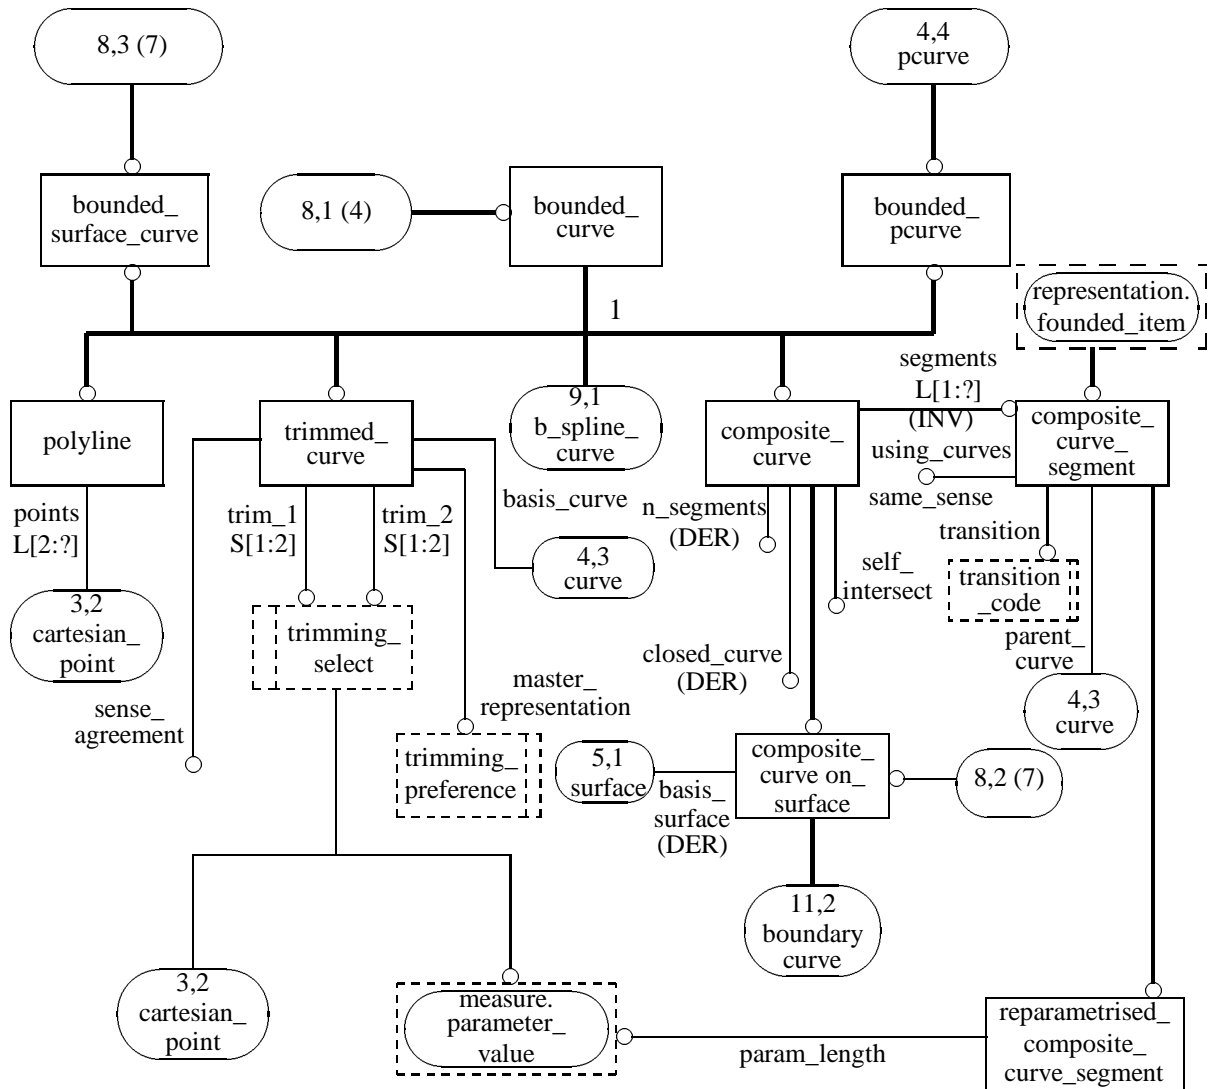 8,3 (7)
4,4
pcurve
bounded_
surface_curve
8,1 (4)
bounded_
curve
bounded_
pcurve
representation.
founded_item
1
segments
L[1:?]
(INV)
using_curves
polyline
trimmed_
curve
9,1
b_spline_
curve
composite_
curve
composite_
curve_
segment
same_sense
points
L[2:?]
trim_1
S[1:2]
trim_2
S[1:2]
basis_curve
n_segments
(DER)
transition
4,3
curve
self_
intersect
transition
_code
3,2
cartesian_
point
trimming_
select
closed_curve
(DER)
parent_
curve
sense_
agreement
master_
representation
4,3
curve
trimming_
preference
5,1
surface
basis_
surface
(DER)
composite_
curve on_
surface
8,2 (7)
11,2
boundary
curve
3,2
cartesian_
point
measure.
parameter_
value
param_length
reparametrised_
composite_
curve_segment